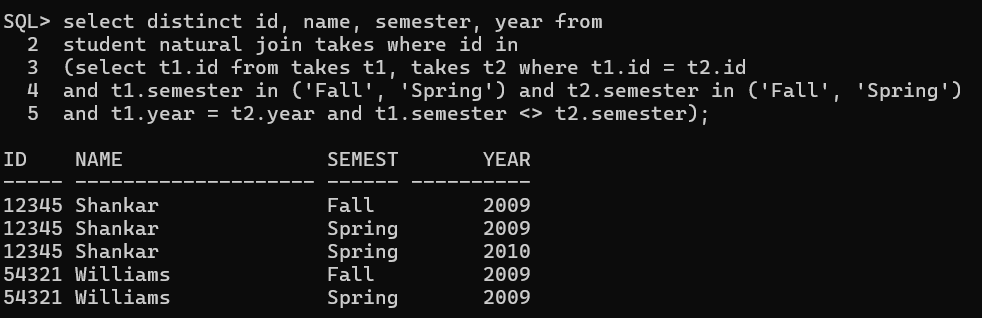 SQL> select distinct id, name, semester, year from
  2  student natural join takes where id in
  3  (select t1.id from takes t1, takes t2 where t1.id = t2.id
  4  and t1.semester in ('Fall', 'Spring') and t2.semester in ('Fall', 'Spring')
  5  and t1.year = t2.year and t1.semester <> t2.semester);

ID    NAME                 SEMEST       YEAR
----- -------------------- ------ ----------
12345 Shankar              Fall         2009
12345 Shankar              Spring       2009
12345 Shankar              Spring       2010
54321 Williams             Fall         2009
54321 Williams             Spring       2009